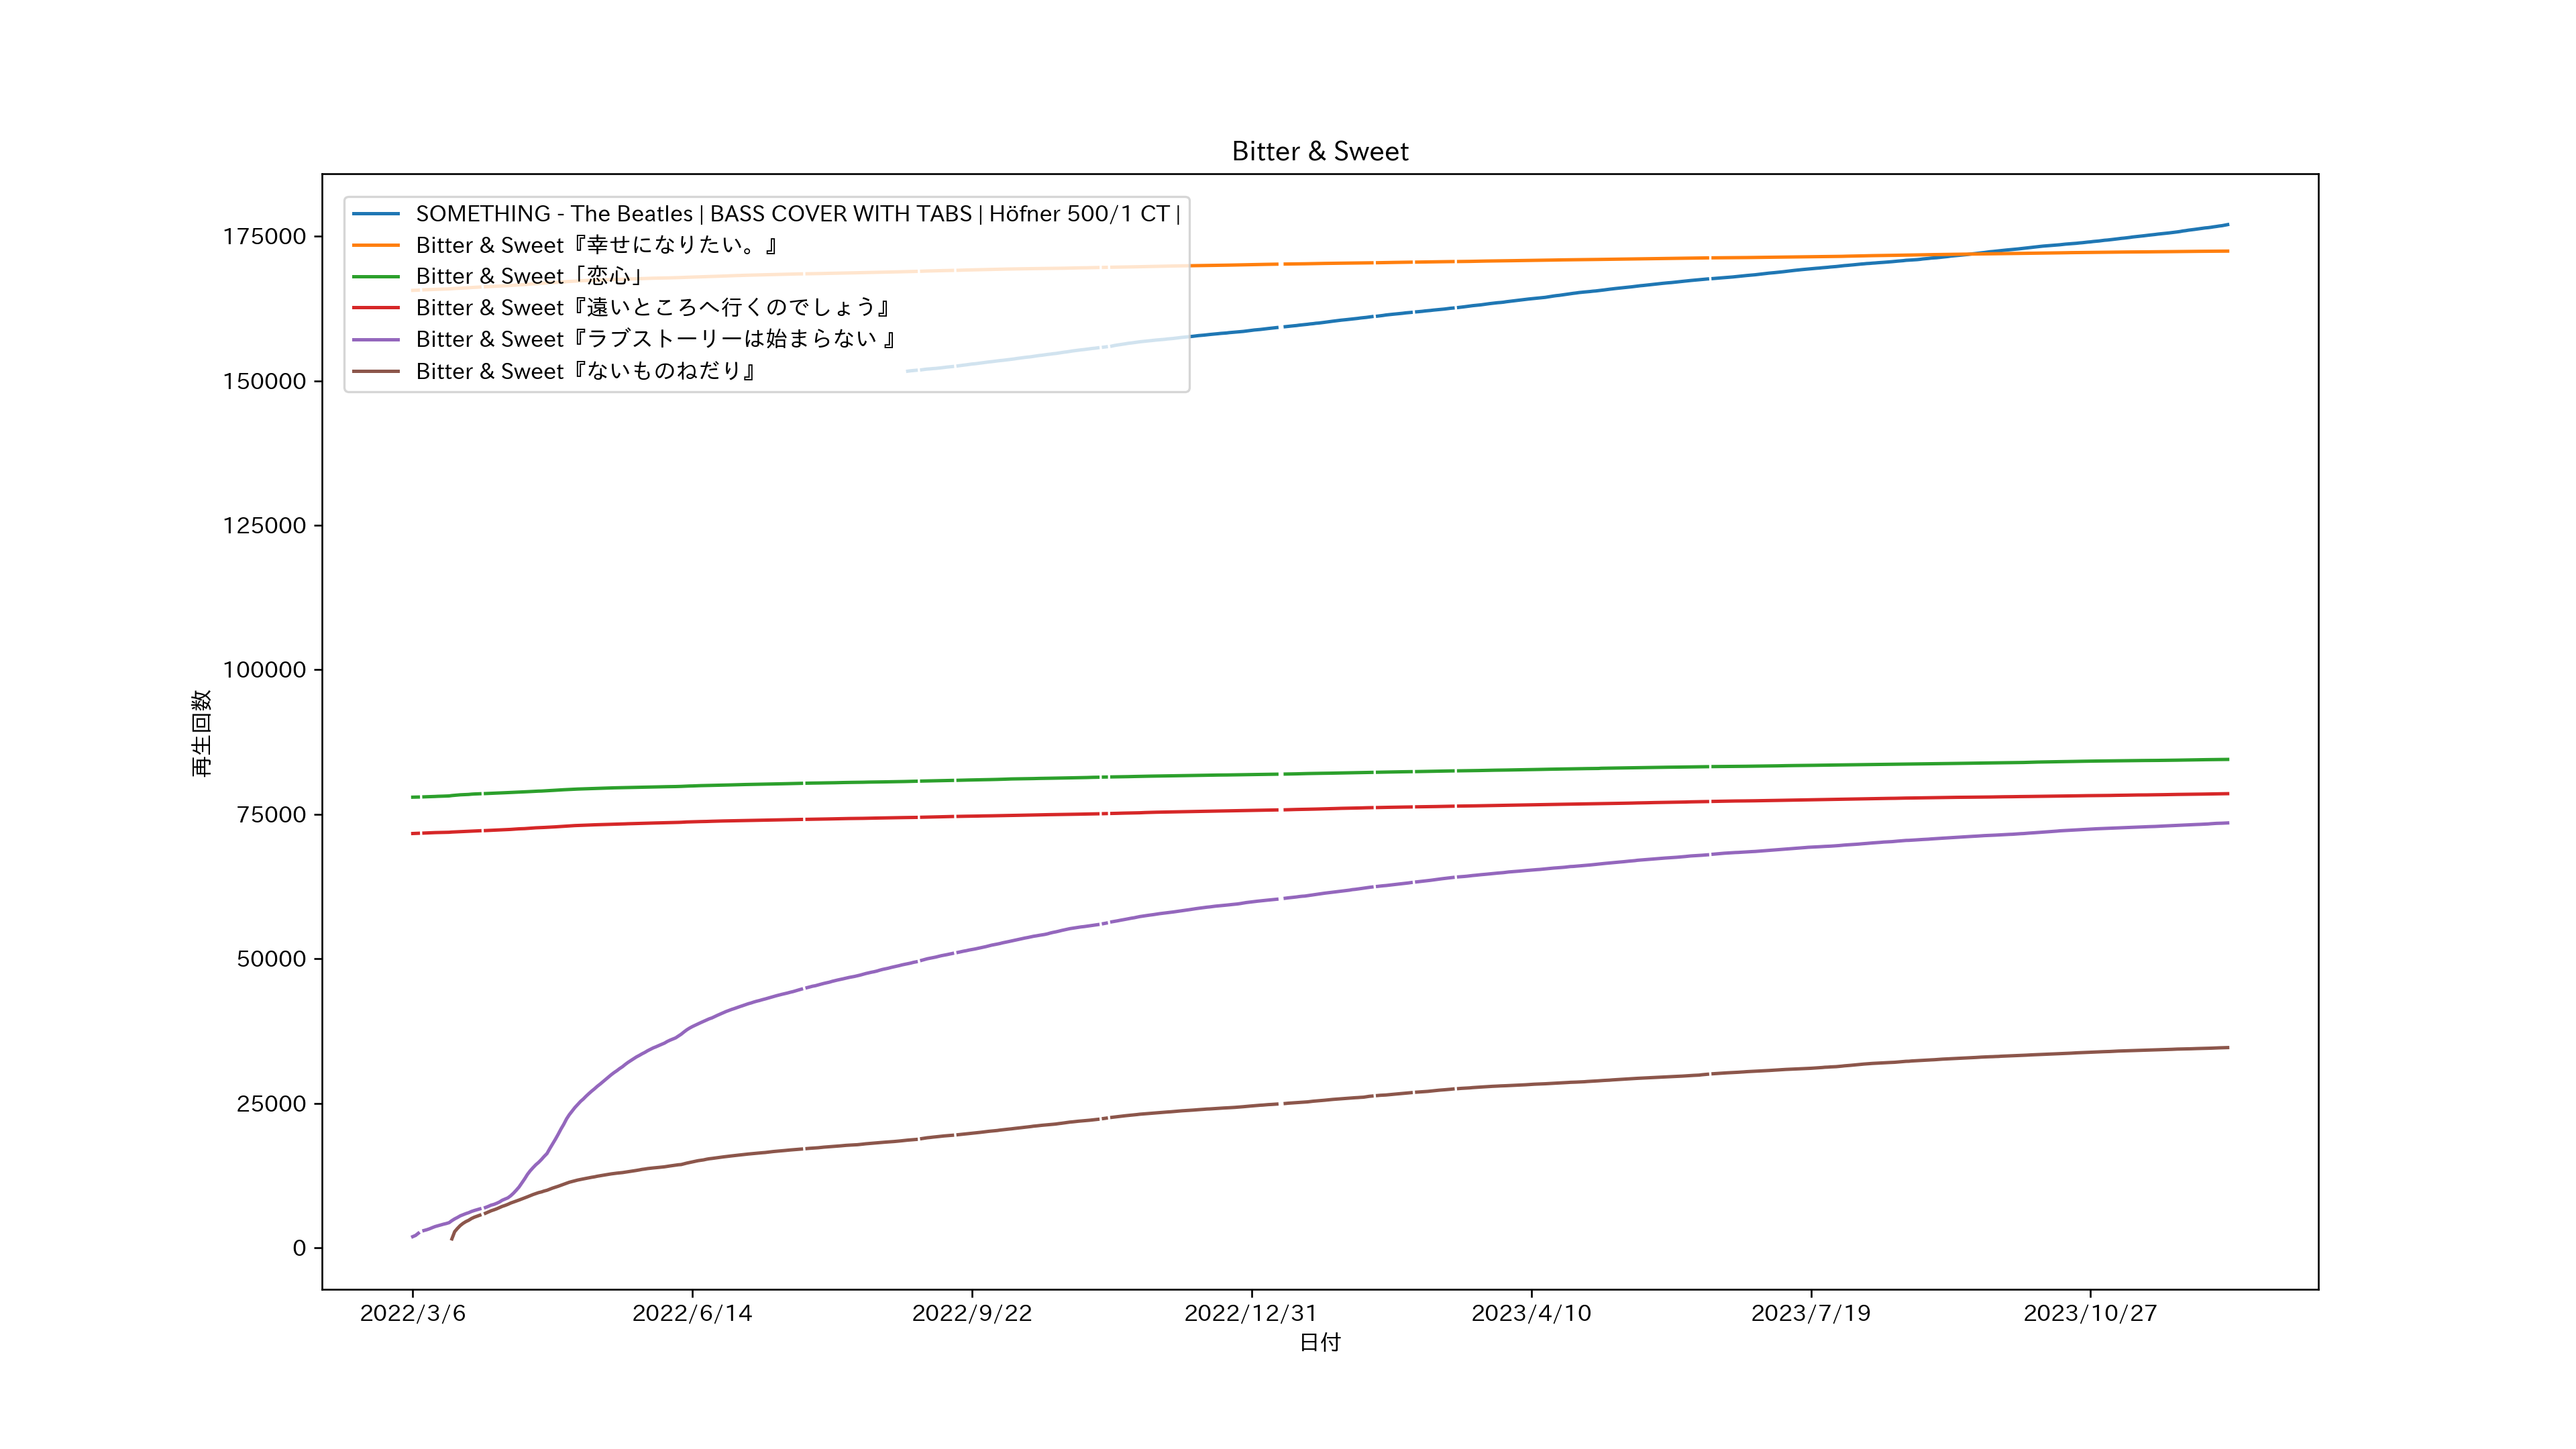 Bitter & Sweet
SOMETHING - The Beatles | BASS COVER WITH TABS | Höfner 500/1 CT |
Bitter & Sweet『幸せになりたい。』
Bitter & Sweet「恋心」
Bitter & Sweet『遠いところへ行くのでしょう』
Bitter & Sweet『ラブストーリーは始まらない 』
Bitter & Sweet『ないものねだり』
175000
150000
125000
100000
75000
50000
25000
0
再生回数
2022/3/6
2022/6/14
2022/9/22
2022/12/31
2023/4/10
2023/7/19
2023/10/27
日付